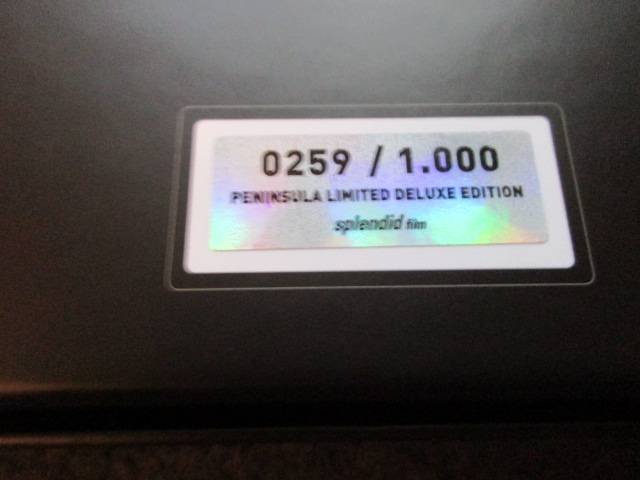 0259 / 1.000
PENINSULA LIMITED DELUXE EDITION
splendid film